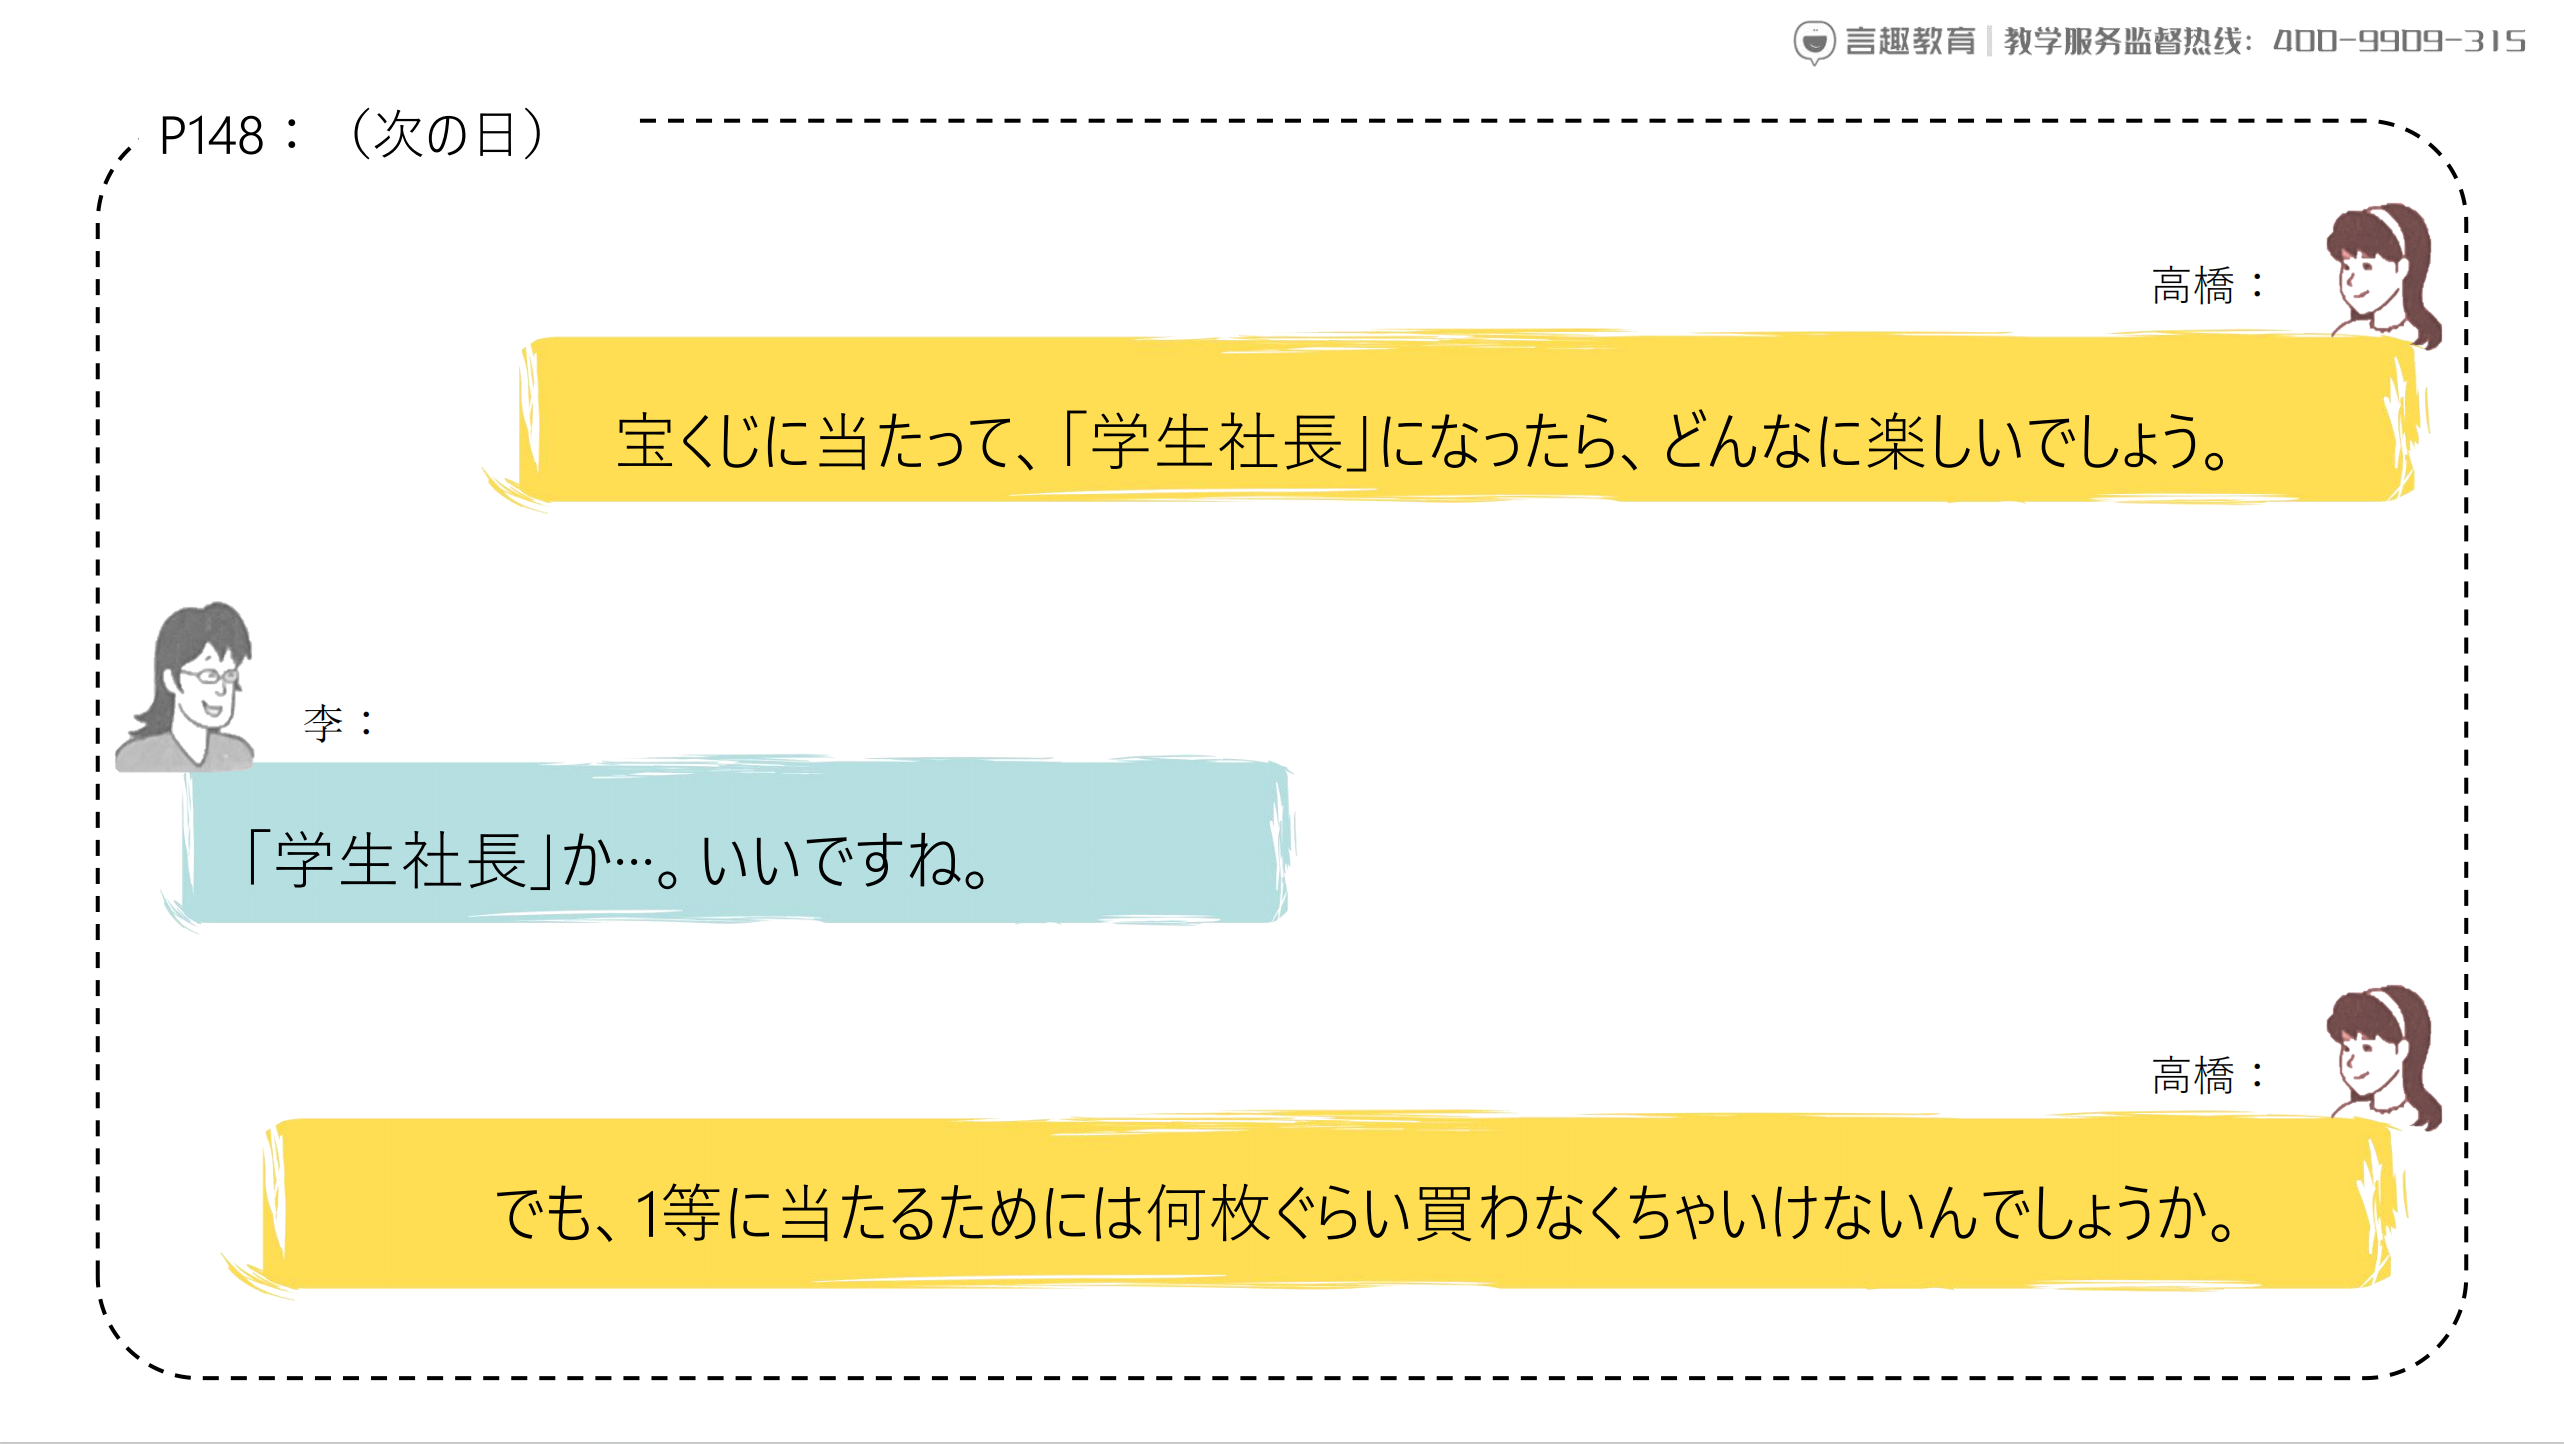 言趣教育 | 教学服务监督热线：400-9909-315
P148：（次の日）
高橋：
宝くじに当たって、「学生社長」になったら、どんなに楽しいでしょう。
李：
「学生社長」か…。いいですね。
高橋：
でも、1等に当たるためには何枚ぐらい買わなくちゃいけないんでしょうか。